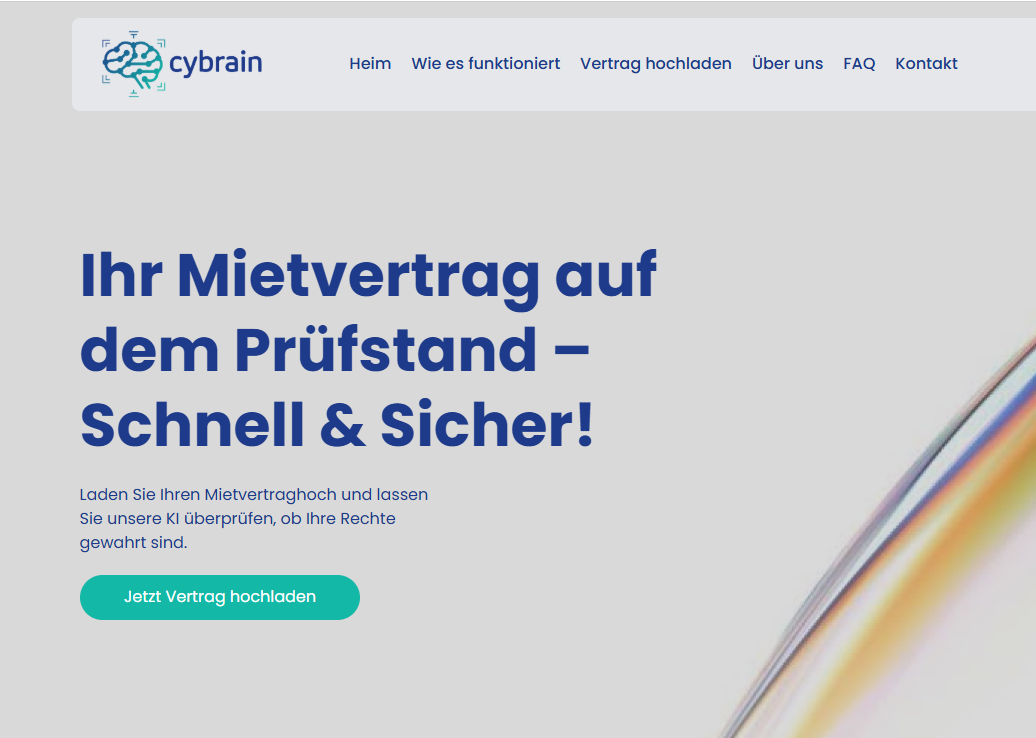 cybrain
Heim Wie es funktioniert Vertrag hochladen Über uns FAQ Kontakt
Ihr Mietvertrag auf
dem Prüfstand –
Schnell & Sicher!
Laden Sie Ihren Mietvertraghoch und lassen
Sie unsere KI überprüfen, ob Ihre Rechte
gewahrt sind.
Jetzt Vertrag hochladen